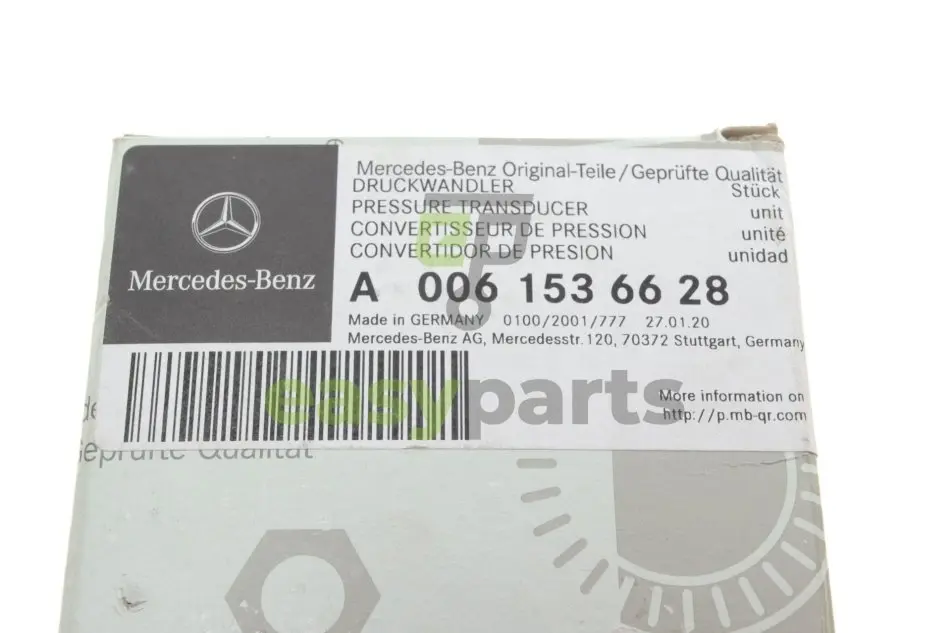 Mercedes-Benz
Mercedes-Benz Original-Teile/Geprüfte Qualität
DRUCKWANDLER Stück
PRESSURE TRANSDUCER unit
CONVERTISSEUR DE PRESSION unité
CONVERTIDOR DE PRESION unidad
A 006 153 66 28
Made in GERMANY 0100/2001/777 27.01.20
Mercedes-Benz AG, Mercedesstr.120, 70372 Stuttgart, Germany
easyparts
More information on
http://p.mb-qr.com
Geprüfte Qualität